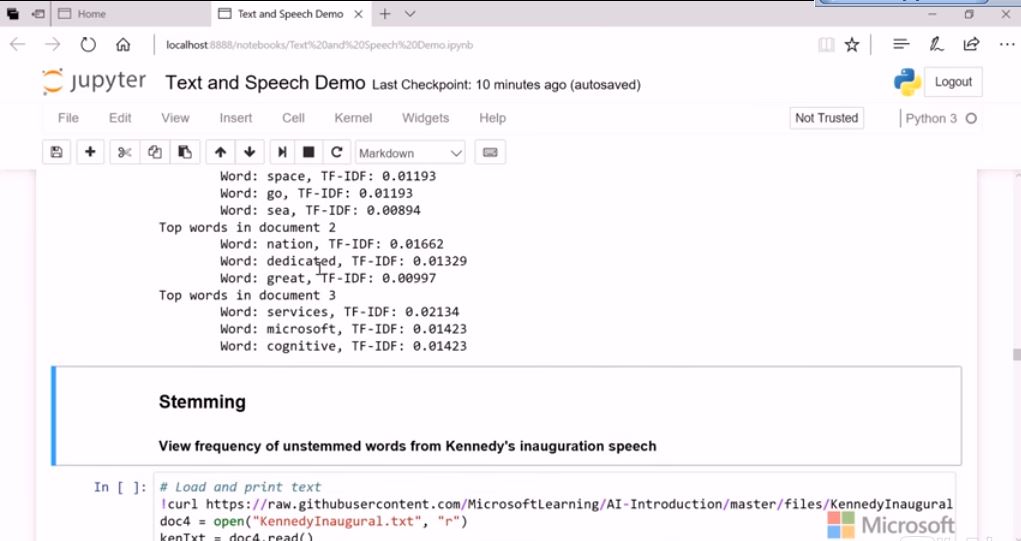 Home
Text and Speech Demo
localhost:8888/notebooks/Text%20and%20Speech%20Demo.ipynb
jupyter Text and Speech Demo Last Checkpoint: 10 minutes ago (autosaved)
Logout
File Edit View Insert Cell Kernel Widgets Help
Not Trusted
Python 3
Markdown
Word: space, TF-IDF: 0.01193
Word: go, TF-IDF: 0.01193
Word: sea, TF-IDF: 0.00894
Top words in document 2
Word: nation, TF-IDF: 0.01662
Word: dedicated, TF-IDF: 0.01329
Word: great, TF-IDF: 0.00997
Top words in document 3
Word: services, TF-IDF: 0.02134
Word: microsoft, TF-IDF: 0.01423
Word: cognitive, TF-IDF: 0.01423
Stemming
View frequency of unstemmed words from Kennedy's inauguration speech
In [ ]: # Load and print text
!curl https://raw.githubusercontent.com/MicrosoftLearning/AI-Introduction/master/files/KennedyInaugural
doc4 = open("KennedyInaugural.txt", "r")
kenTxt = doc4.read()
Microsoft